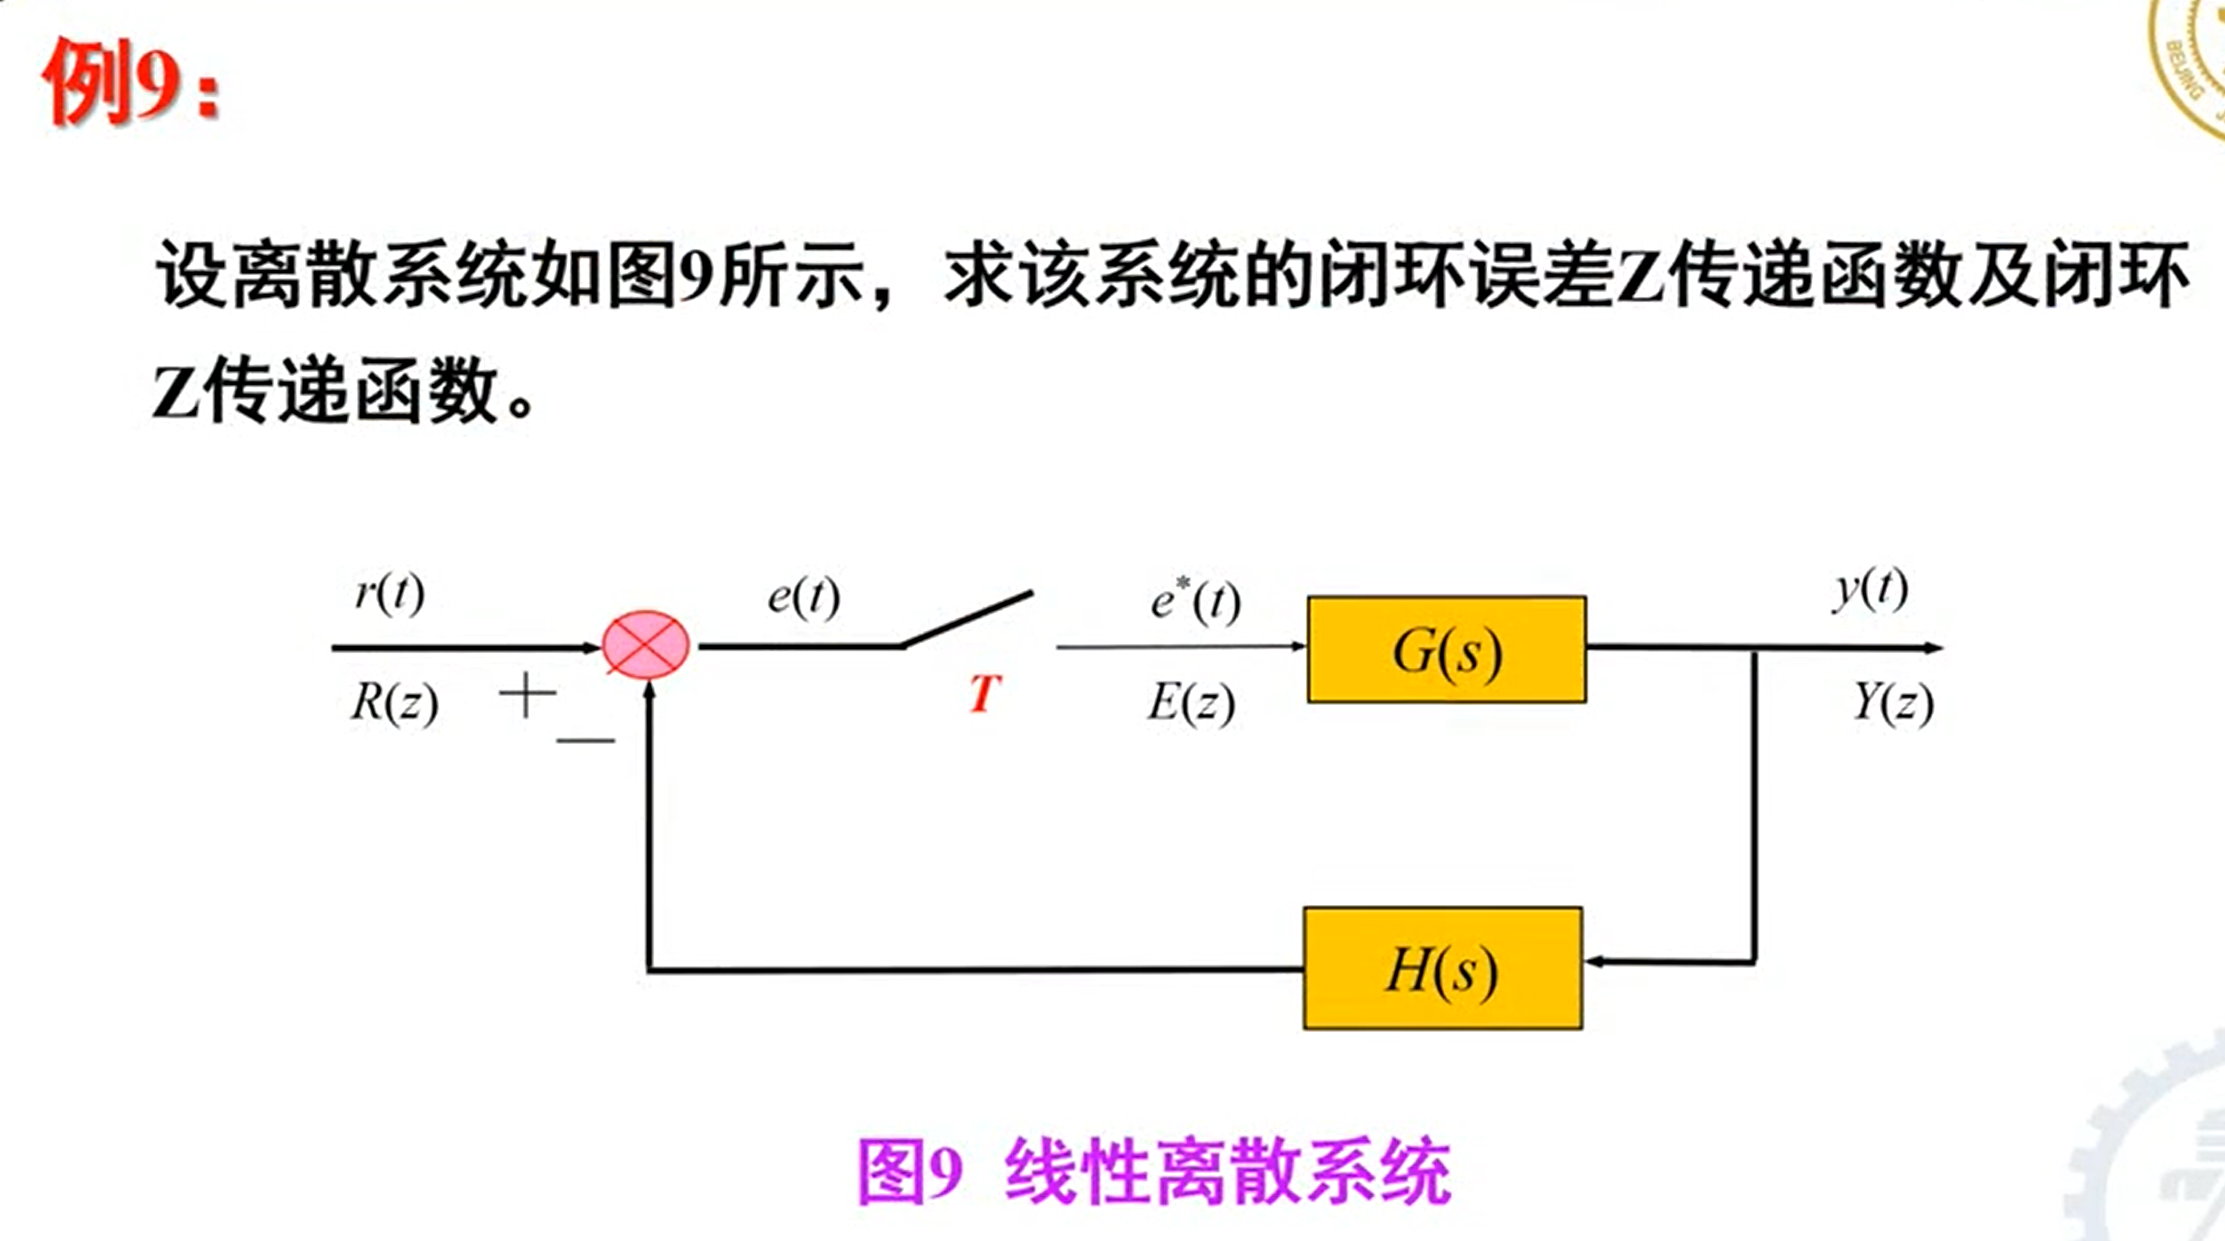 例9：
BEIJING
设离散系统如图9所示，求该系统的闭环误差Z传递函数及闭环
Z传递函数。
r(t)
e(t)
e*(t)
y(t)
G(s)
R(z)
+
T
E(z)
Y(z)
—
H(s)
图9 线性离散系统